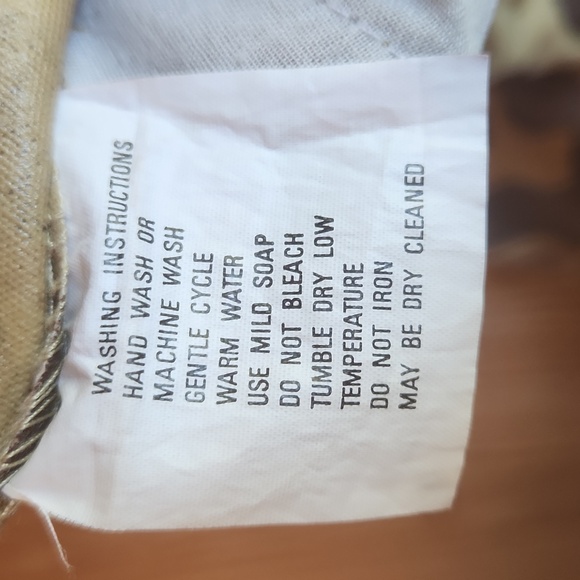 WASHING INSTRUCTIONS
HAND WASH OR
MACHINE WASH
GENTLE CYCLE
WARM WATER
USE MILD SOAP
DO NOT BLEACH
TUMBLE DRY LOW
TEMPERATURE
DO NOT IRON
MAY BE DRY CLEANED